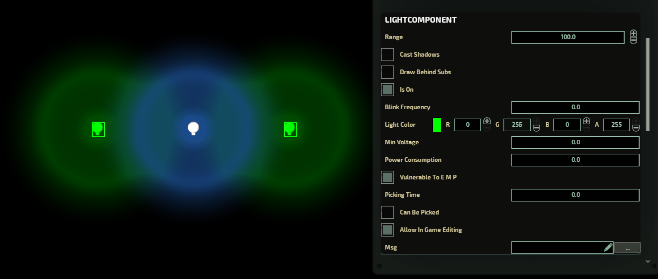 LIGHTCOMPONENT
Range 100.0
Cast Shadows
Draw Behind Subs
Is On
Blink Frequency 0.0
Light Color R 0 G 255 B 0 A 255
Min Voltage 0.0
Power Consumption 0.0
Vulnerable To E M P
Picking Time 0.0
Can Be Picked
Allow In Game Editing
Msg ...